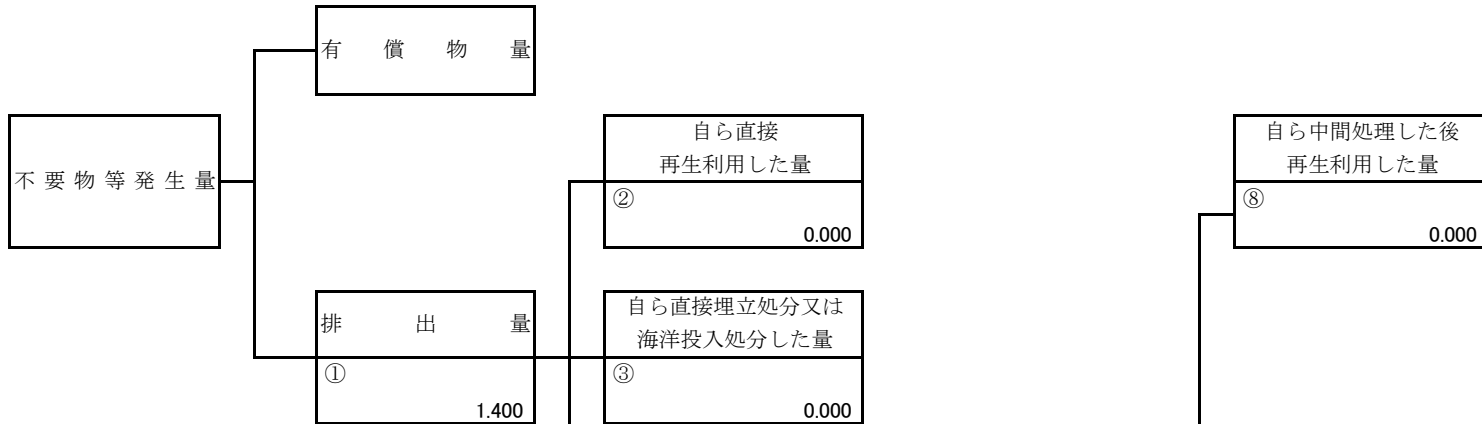 有償物量
自ら直接
再生利用した量
②
0.000
自ら中間処理した後
再生利用した量
⑧
0.000
不要物等発生量
排出量
①
1.400
自ら直接埋立処分又は
海洋投入処分した量
③
0.000